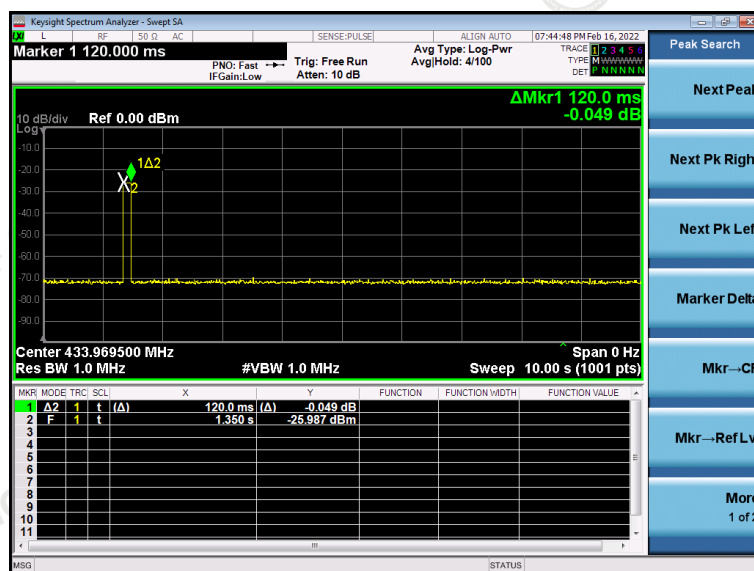 Keysight Spectrum Analyzer - Swept SA
LXI L RF 50 Ω AC SENSE:PULSE ALIGN AUTO 07:44:48 PM Feb 16, 2022
Marker 1 120.000 ms
PNO: Fast
IFGain:Low
Trig: Free Run
Atten: 10 dB
Avg Type: Log-Pwr
Avg|Hold: 4/100
TRACE 1 2 3 4 5 6
TYPE M WWWWW
DET P N N N N N
ΔMkr1 120.0 ms
-0.049 dB
10 dB/div Ref 0.00 dBm
Log
-10.0
-20.0
-30.0
-40.0
-50.0
-60.0
-70.0
-80.0
-90.0
1Δ2
2
Center 433.969500 MHz Span 0 Hz
Res BW 1.0 MHz #VBW 1.0 MHz Sweep 10.00 s (1001 pts)
MKR MODE TRC SCL X Y FUNCTION FUNCTION WIDTH FUNCTION VALUE
1 Δ2 1 t (Δ) 120.0 ms (Δ) -0.049 dB
2 F 1 t 1.350 s -25.987 dBm
3
4
5
6
7
8
9
10
11
MSG STATUS
Peak Search
Next Peak
Next Pk Righ
Next Pk Lef
Marker Delta
Mkr→CF
Mkr→Ref Lv
More
1 of 2